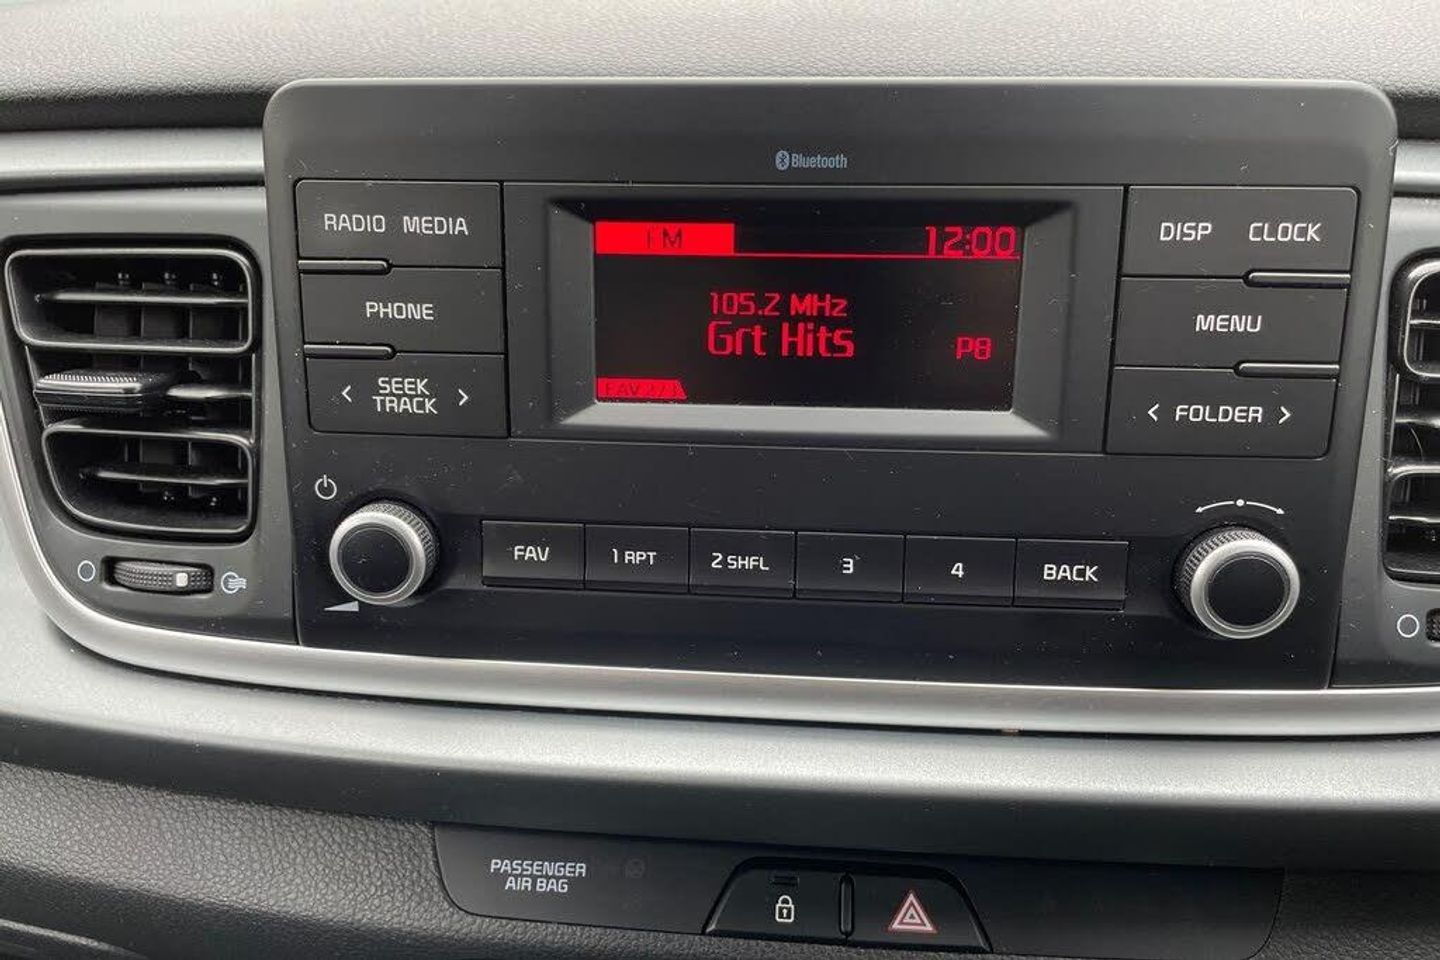 Bluetooth
RADIO MEDIA
FM
12:00
DISP CLOCK
PHONE
105.2 MHz
Grt Hits
P8
MENU
< SEEK TRACK >
FAV
< FOLDER >
FAV
1 RPT
2 SHFL
3
4
BACK
PASSENGER
AIR BAG